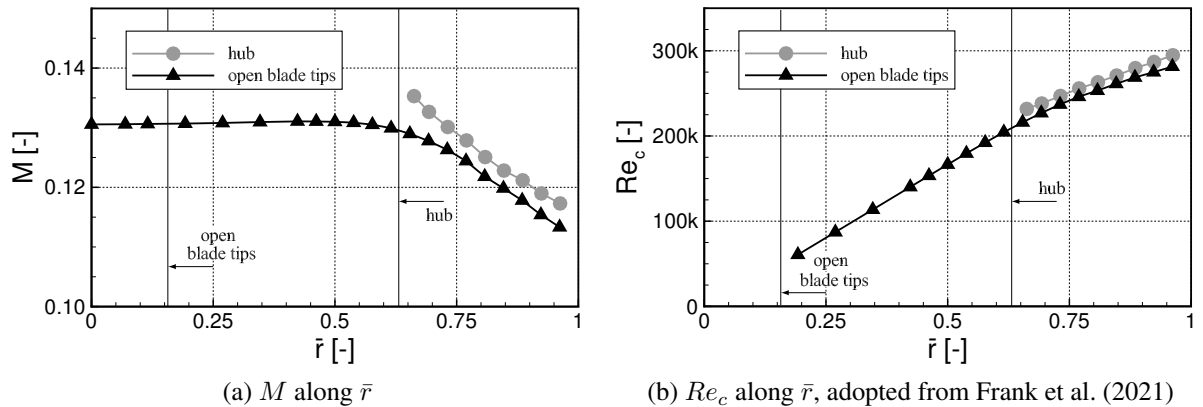 0.14
0.12
0.10
M [-]
hub
open blade tips
open
blade tips
hub
0
0.25
0.5
0.75
1
r̄ [-]
(a) M along r̄
300k
200k
100k
0
Re_c [-]
hub
open blade tips
hub
open
blade tips
0
0.25
0.5
0.75
1
r̄ [-]
(b) Re_c along r̄, adopted from Frank et al. (2021)